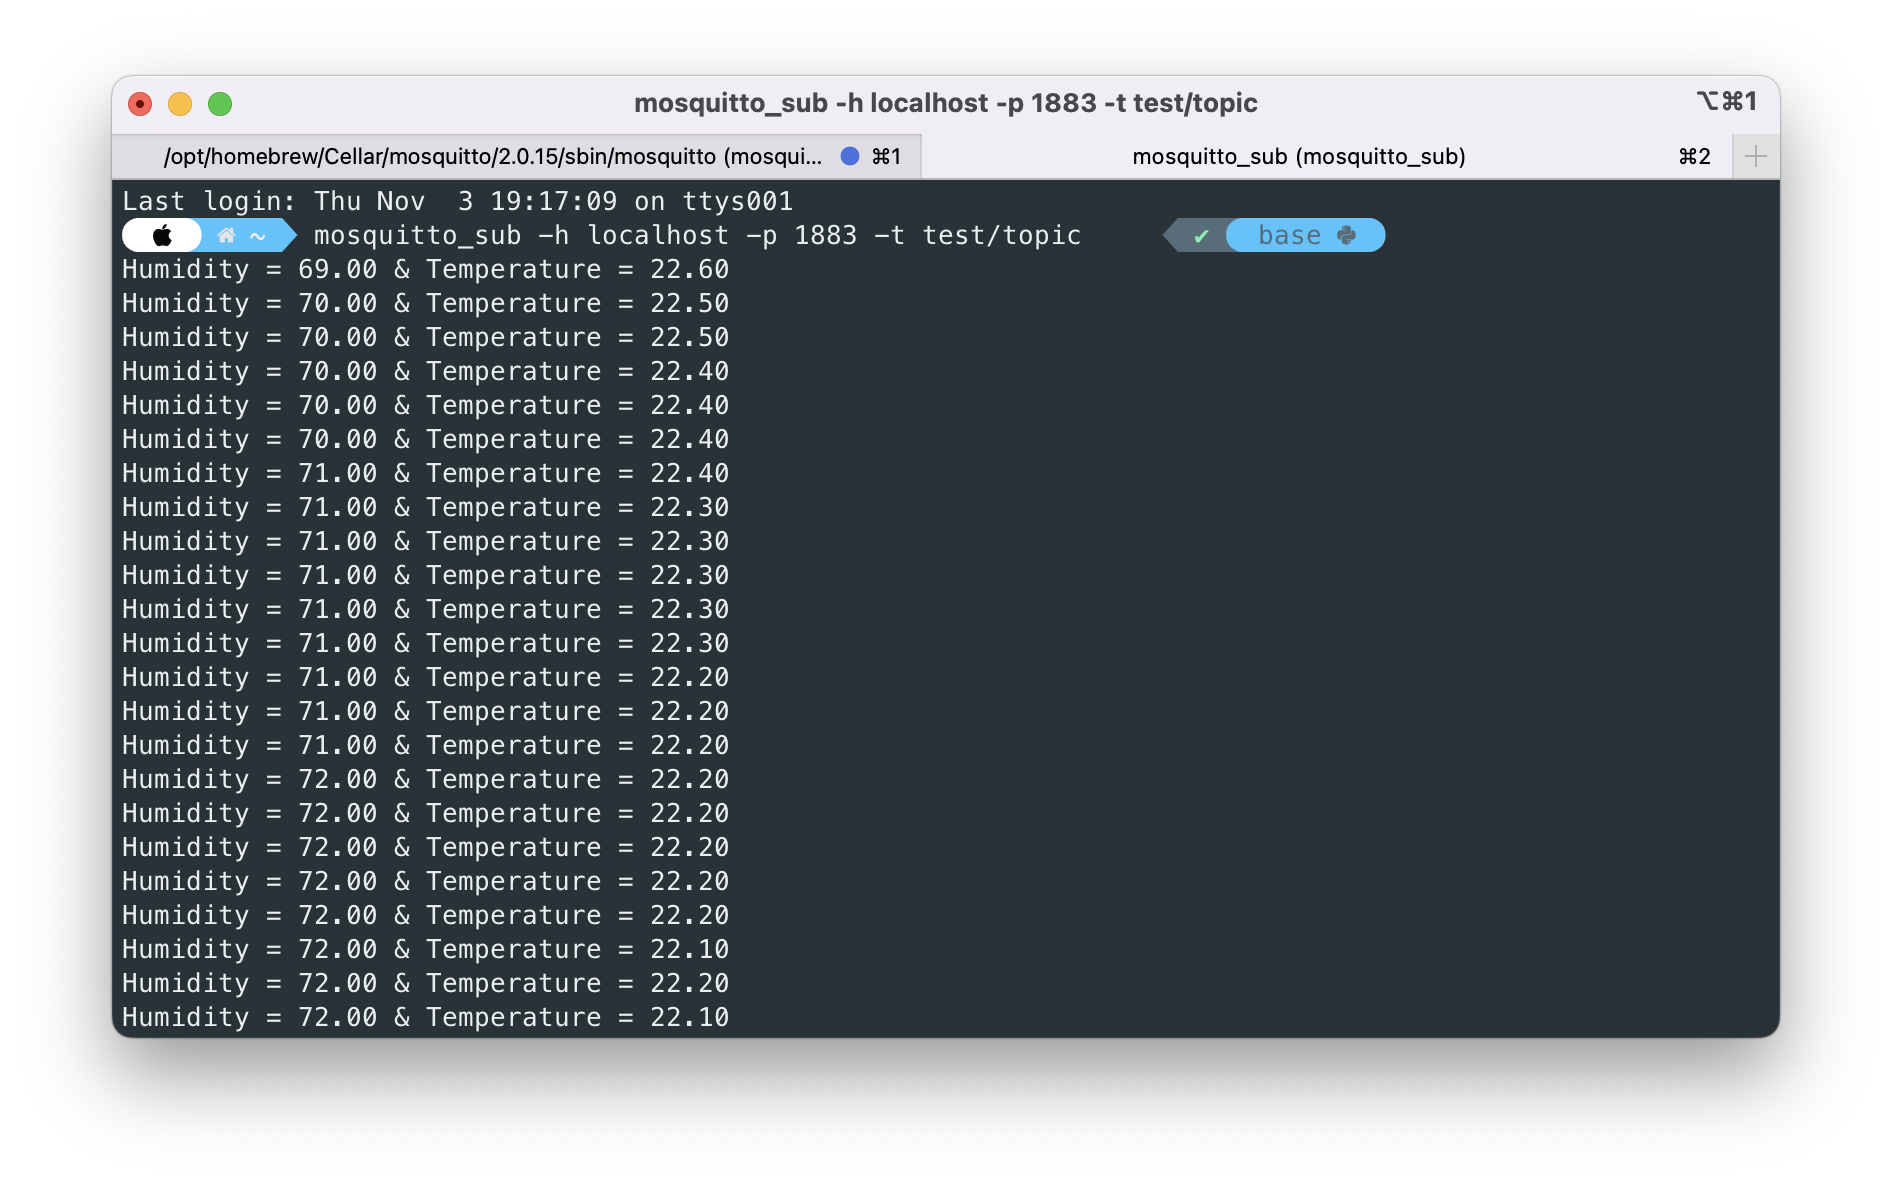 mosquitto_sub -h localhost -p 1883 -t test/topic ⌥⌘1
/opt/homebrew/Cellar/mosquitto/2.0.15/sbin/mosquitto (mosqui... ⌘1 mosquitto_sub (mosquitto_sub) ⌘2
Last login: Thu Nov  3 19:17:09 on ttys001
~ mosquitto_sub -h localhost -p 1883 -t test/topic ✔ base
Humidity = 69.00 & Temperature = 22.60
Humidity = 70.00 & Temperature = 22.50
Humidity = 70.00 & Temperature = 22.50
Humidity = 70.00 & Temperature = 22.40
Humidity = 70.00 & Temperature = 22.40
Humidity = 70.00 & Temperature = 22.40
Humidity = 71.00 & Temperature = 22.40
Humidity = 71.00 & Temperature = 22.30
Humidity = 71.00 & Temperature = 22.30
Humidity = 71.00 & Temperature = 22.30
Humidity = 71.00 & Temperature = 22.30
Humidity = 71.00 & Temperature = 22.30
Humidity = 71.00 & Temperature = 22.20
Humidity = 71.00 & Temperature = 22.20
Humidity = 71.00 & Temperature = 22.20
Humidity = 72.00 & Temperature = 22.20
Humidity = 72.00 & Temperature = 22.20
Humidity = 72.00 & Temperature = 22.20
Humidity = 72.00 & Temperature = 22.20
Humidity = 72.00 & Temperature = 22.20
Humidity = 72.00 & Temperature = 22.10
Humidity = 72.00 & Temperature = 22.20
Humidity = 72.00 & Temperature = 22.10